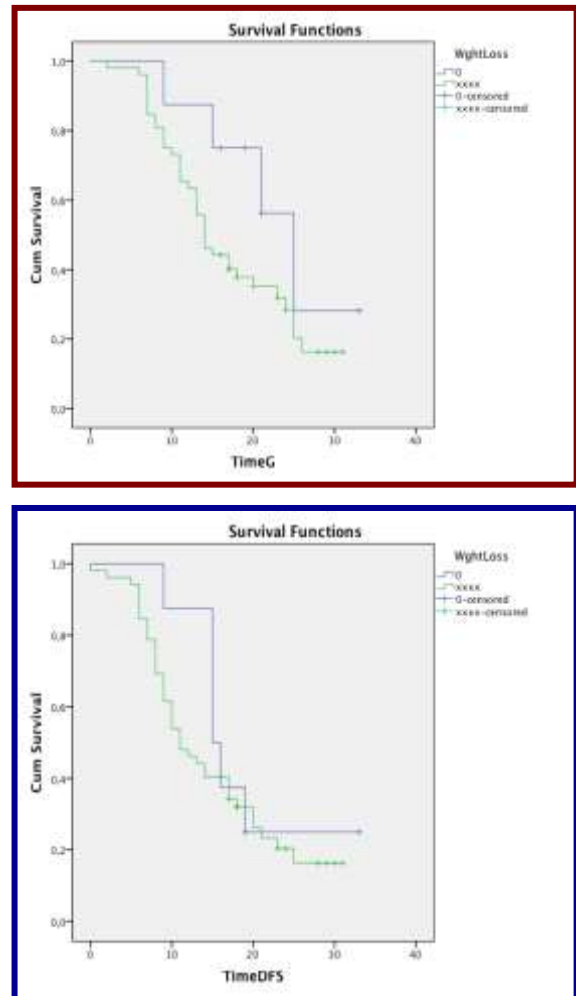 Survival Functions
WghtLoss
0
xxxx
0-censored
xxxx-censored
1,0
0,8
0,6
0,4
0,2
0,0
Cum Survival
0 10 20 30 40
TimeG
Survival Functions
WghtLoss
0
xxxx
0-censored
xxxx-censored
1,0
0,8
0,6
0,4
0,2
0,0
Cum Survival
0 10 20 30 40
TimeDFS